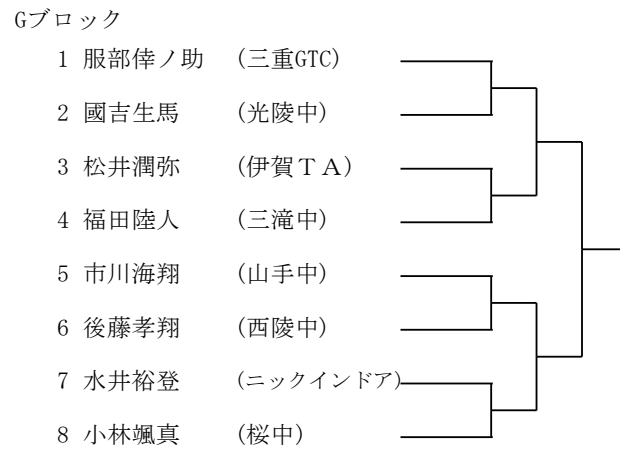 Gブロック
1 服部倖ノ助 (三重GTC)
2 國吉生馬 (光陵中)
3 松井潤弥 (伊賀ＴＡ)
4 福田陸人 (三滝中)
5 市川海翔 (山手中)
6 後藤孝翔 (西陵中)
7 水井裕登 (ニックインドア)
8 小林颯真 (桜中)